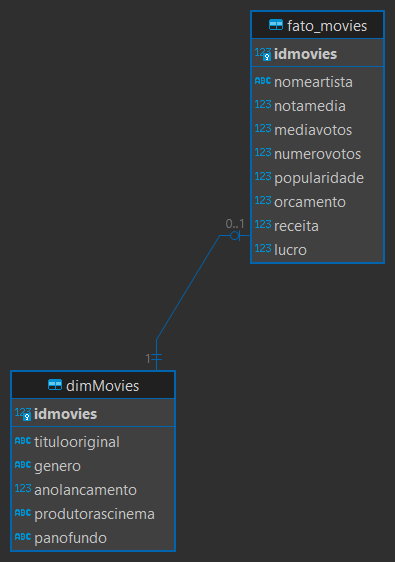 fato_movies
123 idmovies
ABC nomeartista
123 notamedia
123 mediavotos
123 numerovotos
123 popularidade
123 orcamento
123 receita
123 lucro
0..1
1
dimMovies
123 idmovies
ABC titulooriginal
ABC genero
123 anolancamento
ABC produtorascinema
ABC panofundo